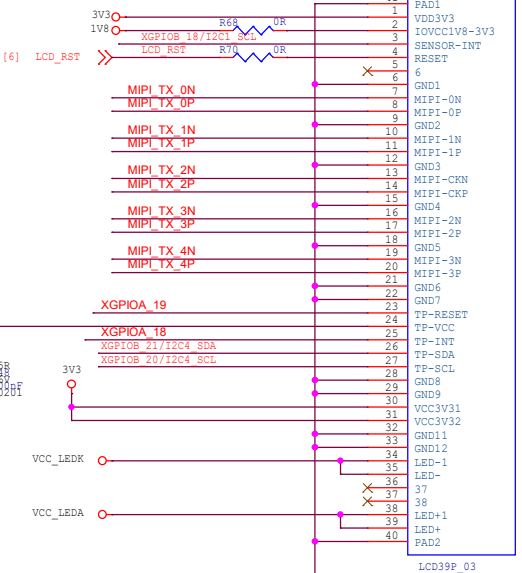 PAD1
3V3 1 VDD3V3
1V8 R68 0R 2 IOVCC1V8-3V3
XGPIOB_18/I2C1_SCL 3 SENSOR-INT
[6] LCD_RST LCD_RST R70 0R 4 RESET
5 6
6 GND1
MIPI_TX_0N 7 MIPI-0N
MIPI_TX_0P 8 MIPI-0P
9 GND2
MIPI_TX_1N 10 MIPI-1N
MIPI_TX_1P 11 MIPI-1P
12 GND3
MIPI_TX_2N 13 MIPI-CKN
MIPI_TX_2P 14 MIPI-CKP
15 GND4
MIPI_TX_3N 16 MIPI-2N
MIPI_TX_3P 17 MIPI-2P
18 GND5
MIPI_TX_4N 19 MIPI-3N
MIPI_TX_4P 20 MIPI-3P
21 GND6
22 GND7
XGPIOA_19 23 TP-RESET
24 TP-VCC
XGPIOA_18 25 TP-INT
XGPIOB_21/I2C4_SDA 26 TP-SDA
XGPIOB_20/I2C4_SCL 27 TP-SCL
3V3 28 GND8
29 GND9
0201 30 VCC3V31
31 VCC3V32
32 GND11
33 GND12
VCC_LEDK 34 LED-1
35 LED-
36 37
37 38
VCC_LEDA 38 LED+1
39 LED+
40 PAD2
LCD39P_03